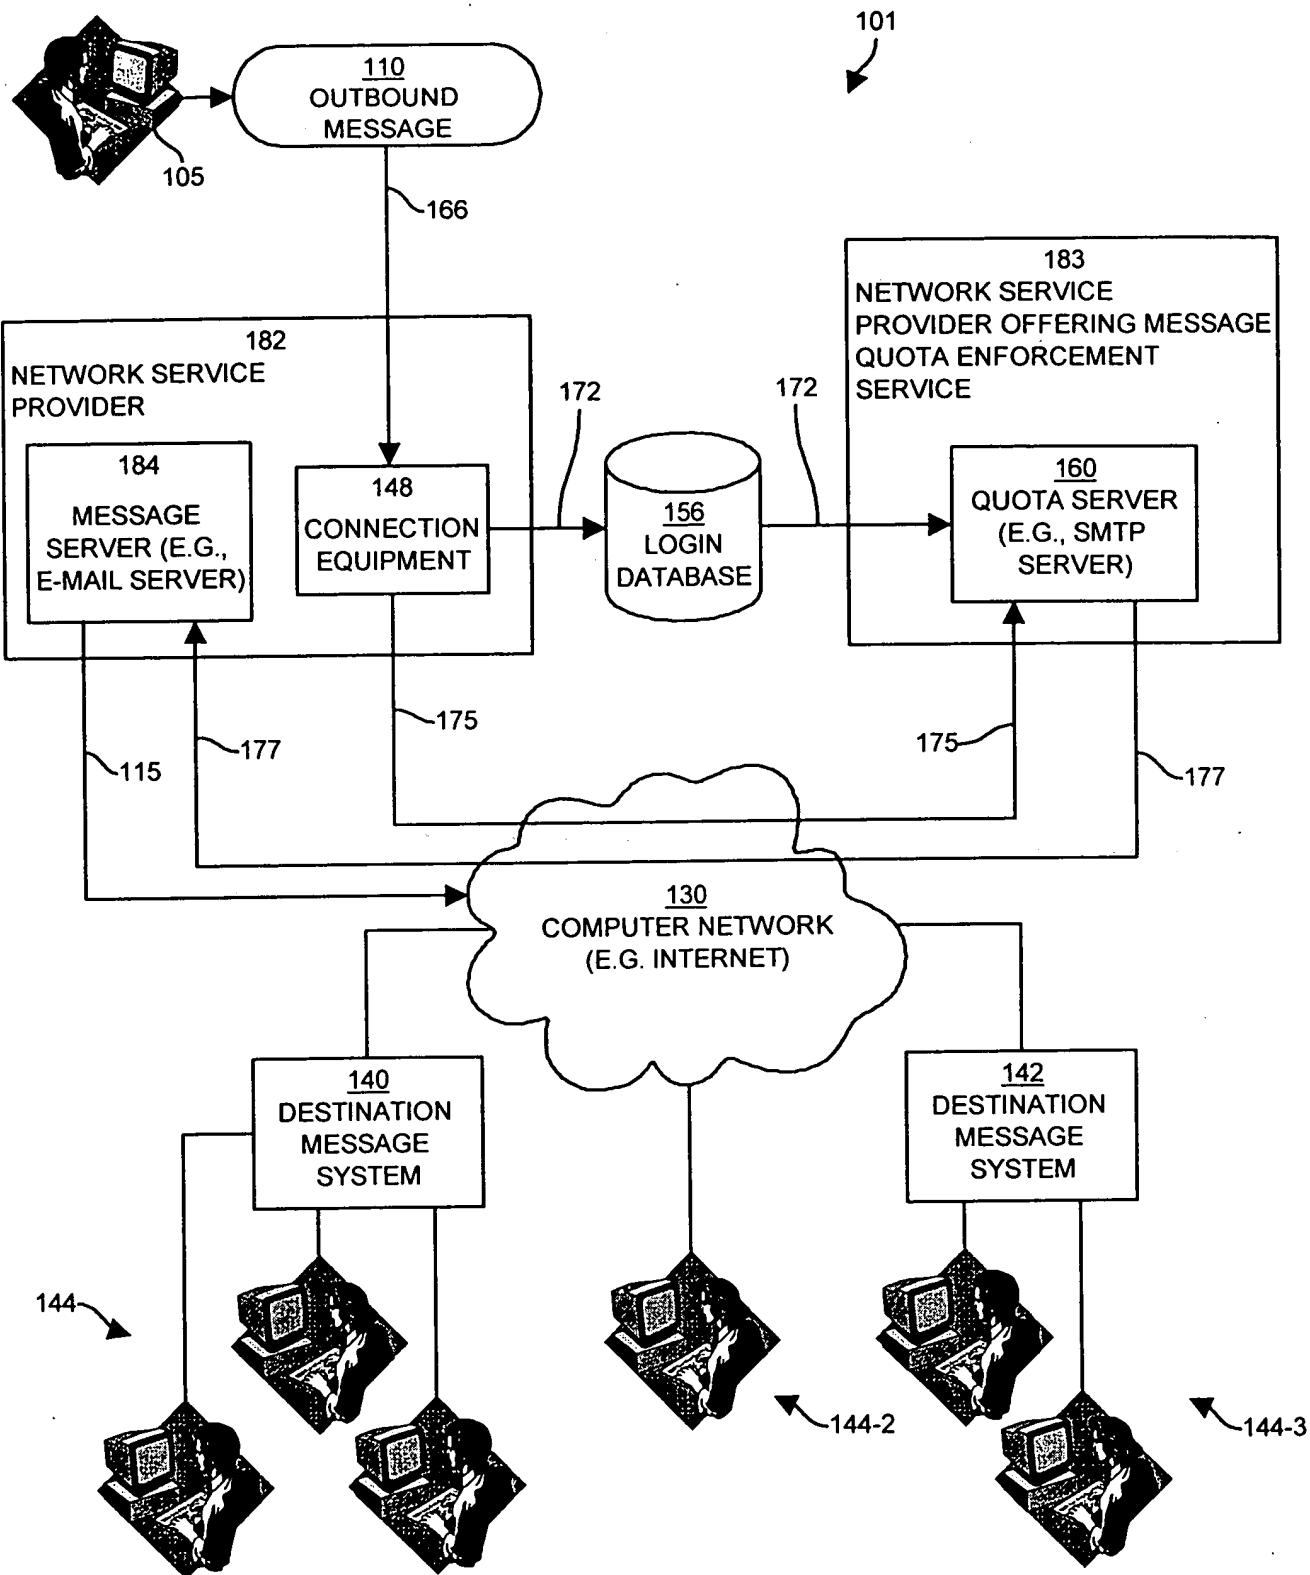 101
110
OUTBOUND
MESSAGE
105
166
183
NETWORK SERVICE
PROVIDER OFFERING MESSAGE
QUOTA ENFORCEMENT
SERVICE
182
NETWORK SERVICE
PROVIDER
172
172
184
MESSAGE
SERVER (E.G.,
E-MAIL SERVER)
148
CONNECTION
EQUIPMENT
156
LOGIN
DATABASE
160
QUOTA SERVER
(E.G., SMTP
SERVER)
175
175
177
177
115
130
COMPUTER NETWORK
(E.G. INTERNET)
140
DESTINATION
MESSAGE
SYSTEM
142
DESTINATION
MESSAGE
SYSTEM
144
144-2
144-3